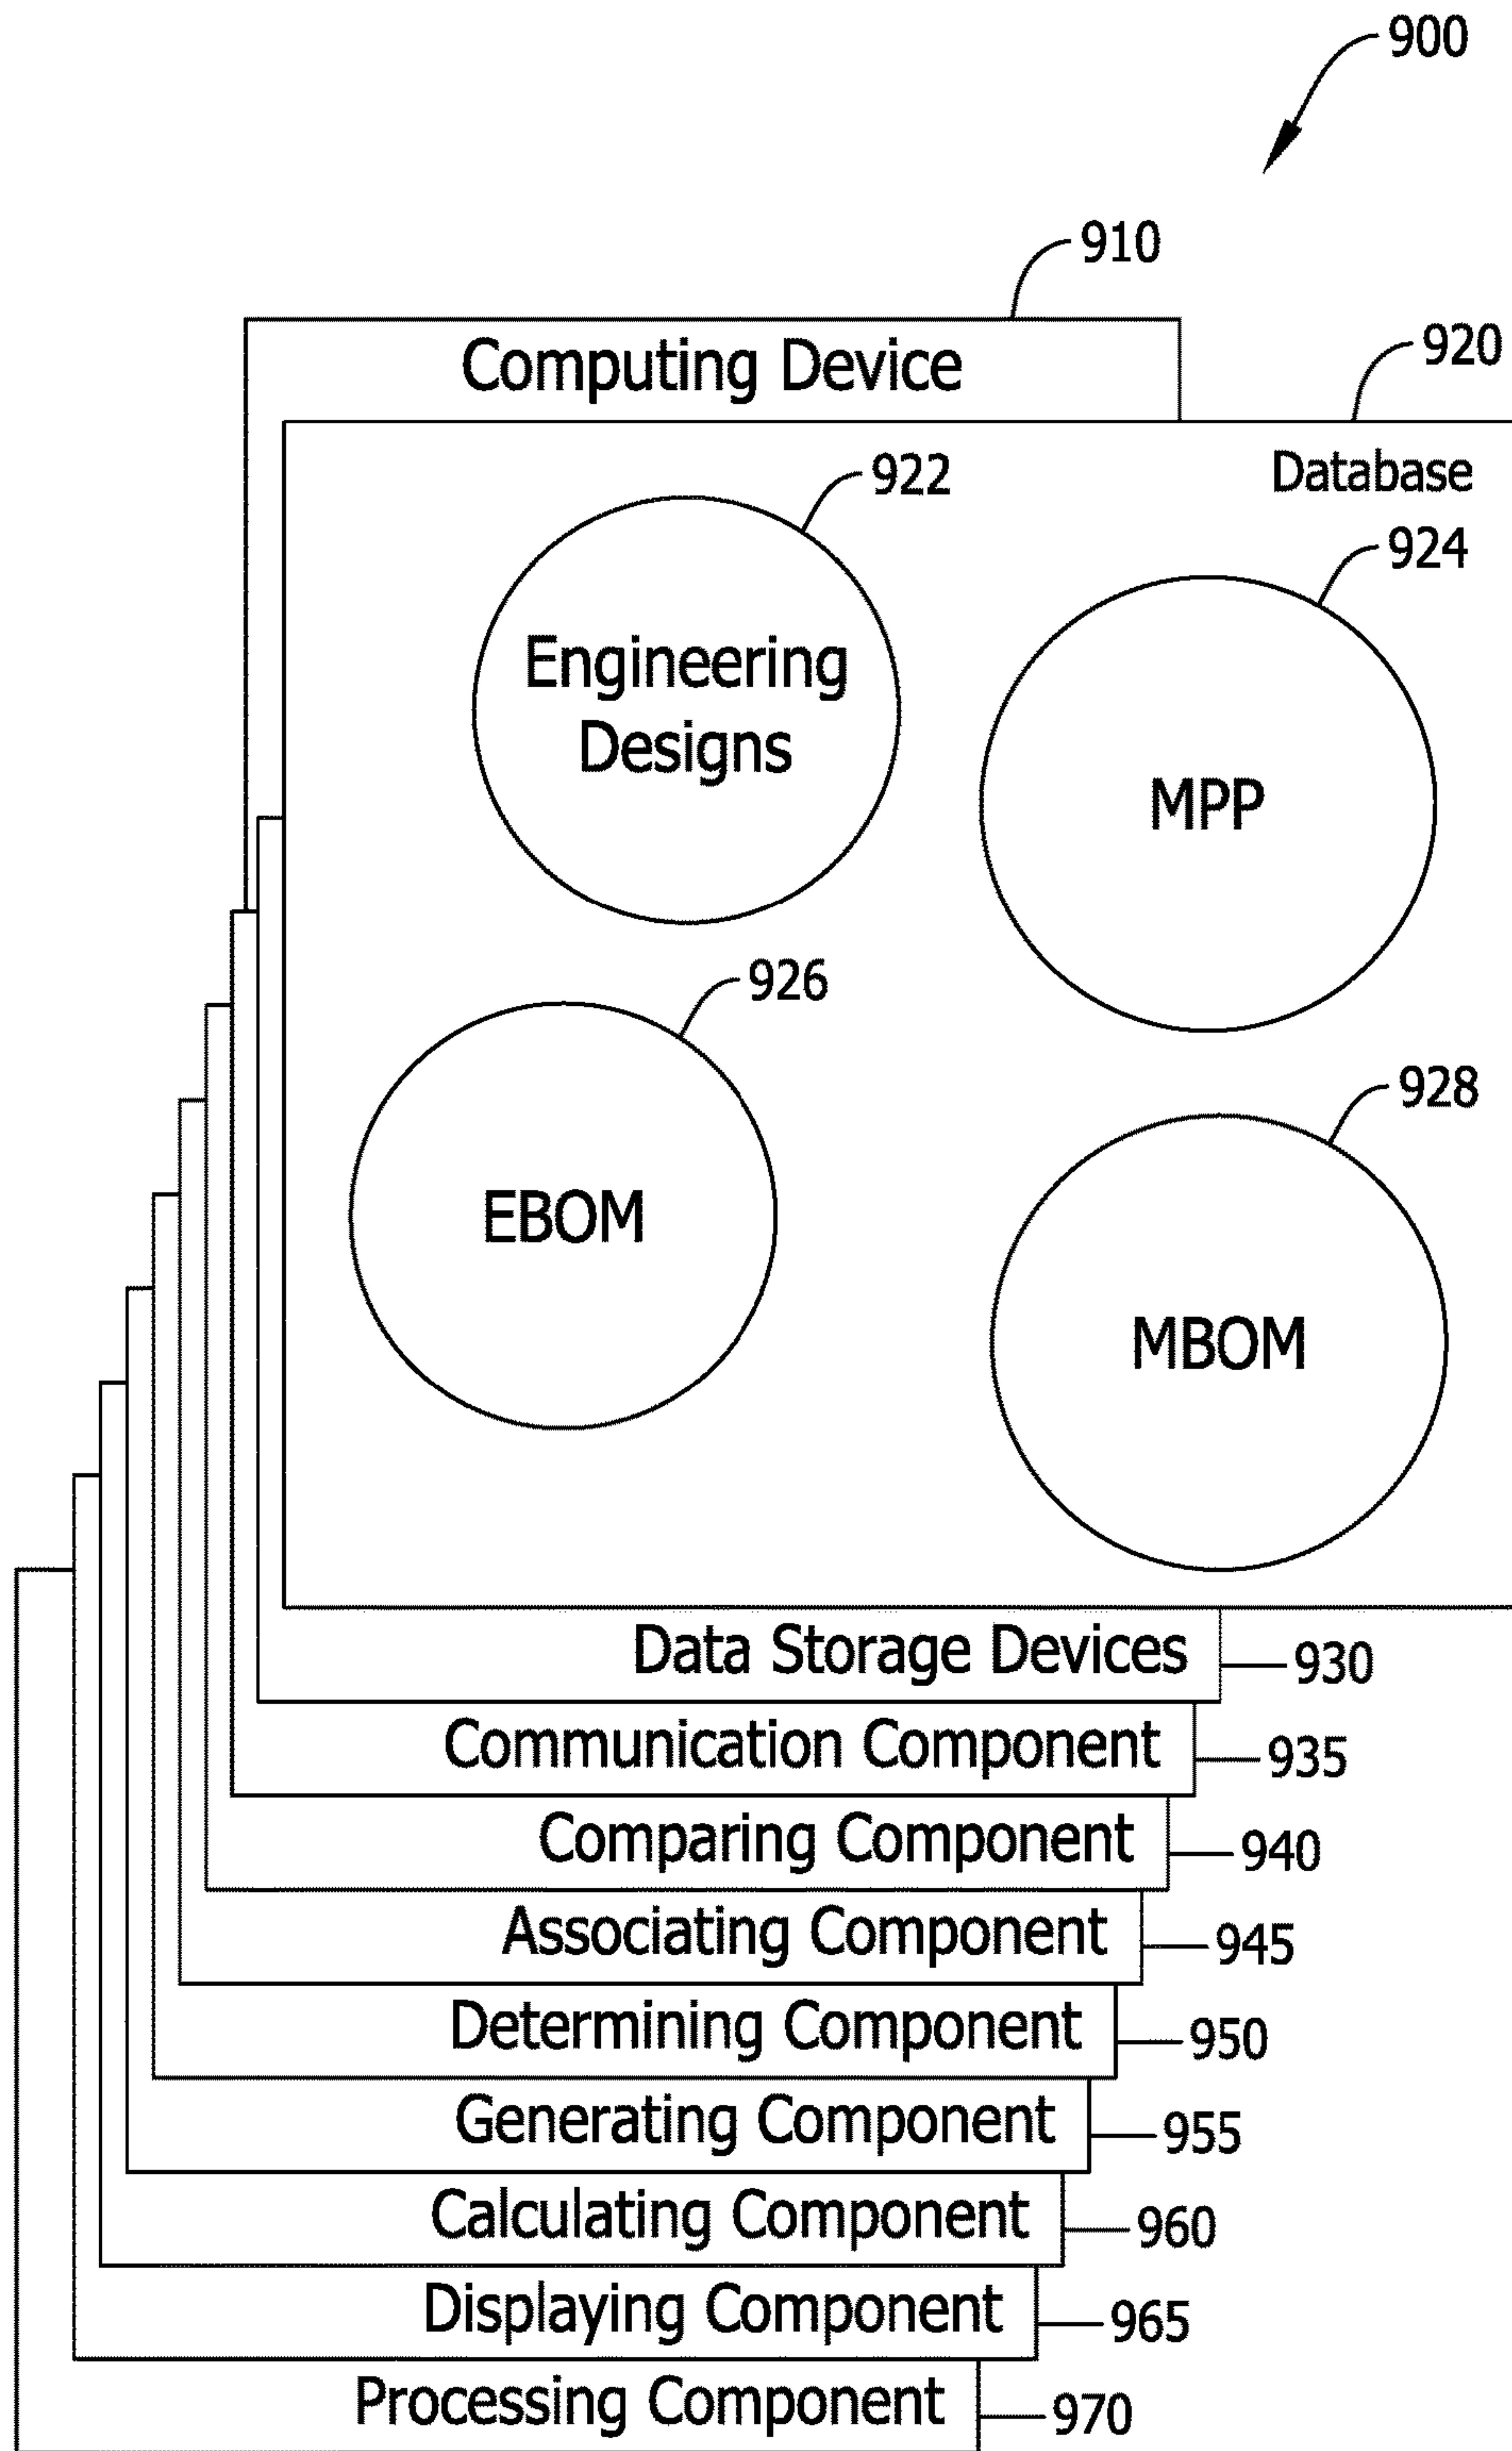 900
910
Computing Device
920
Database
922
Engineering
Designs
924
MPP
926
EBOM
928
MBOM
Data Storage Devices 930
Communication Component 935
Comparing Component 940
Associating Component 945
Determining Component 950
Generating Component 955
Calculating Component 960
Displaying Component 965
Processing Component 970